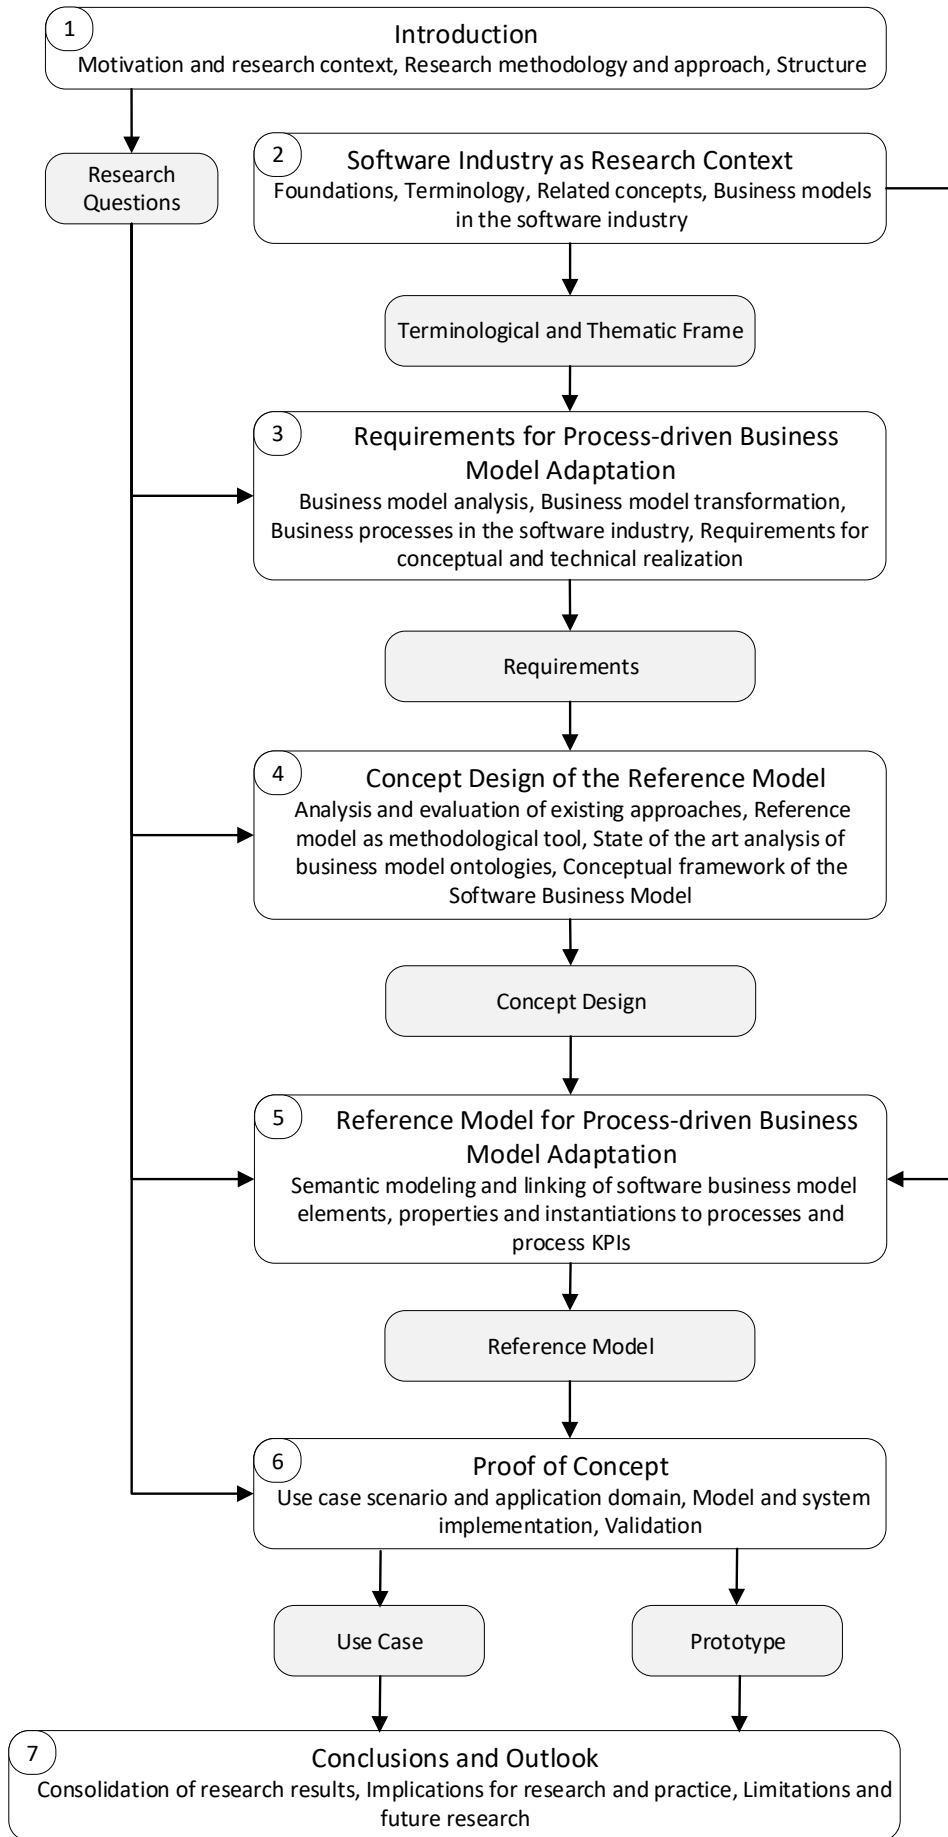 1
Introduction
Motivation and research context, Research methodology and approach, Structure
Research
Questions
2
Software Industry as Research Context
Foundations, Terminology, Related concepts, Business models
in the software industry
Terminological and Thematic Frame
3
Requirements for Process-driven Business
Model Adaptation
Business model analysis, Business model transformation,
Business processes in the software industry, Requirements for
conceptual and technical realization
Requirements
4
Concept Design of the Reference Model
Analysis and evaluation of existing approaches, Reference
model as methodological tool, State of the art analysis of
business model ontologies, Conceptual framework of the
Software Business Model
Concept Design
5
Reference Model for Process-driven Business
Model Adaptation
Semantic modeling and linking of software business model
elements, properties and instantiations to processes and
process KPIs
Reference Model
6
Proof of Concept
Use case scenario and application domain, Model and system
implementation, Validation
Use Case
Prototype
7
Conclusions and Outlook
Consolidation of research results, Implications for research and practice, Limitations and
future research